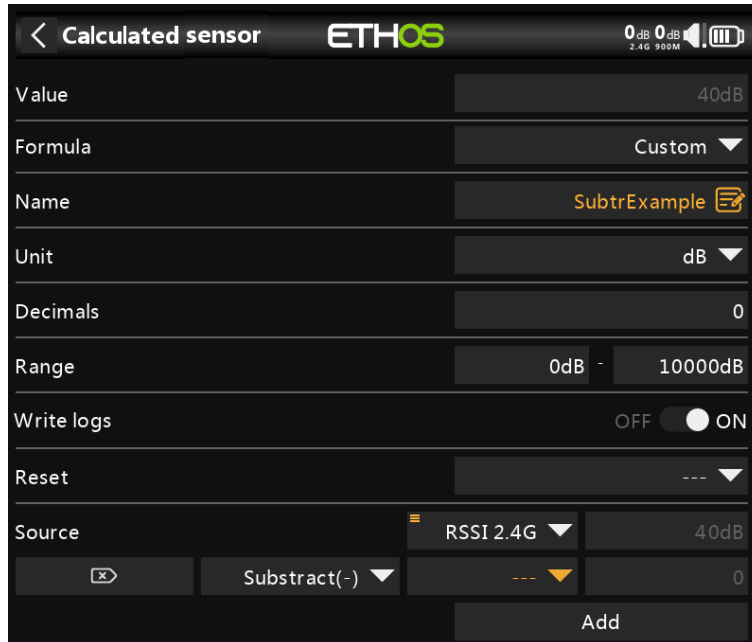 Calculated sensor ETHOS 0dB 0dB
2.4G 900M
Value 40dB
Formula Custom
Name SubtrExample
Unit dB
Decimals 0
Range 0dB - 10000dB
Write logs OFF ON
Reset ---
Source RSSI 2.4G 40dB
Substract(-) --- 0
Add